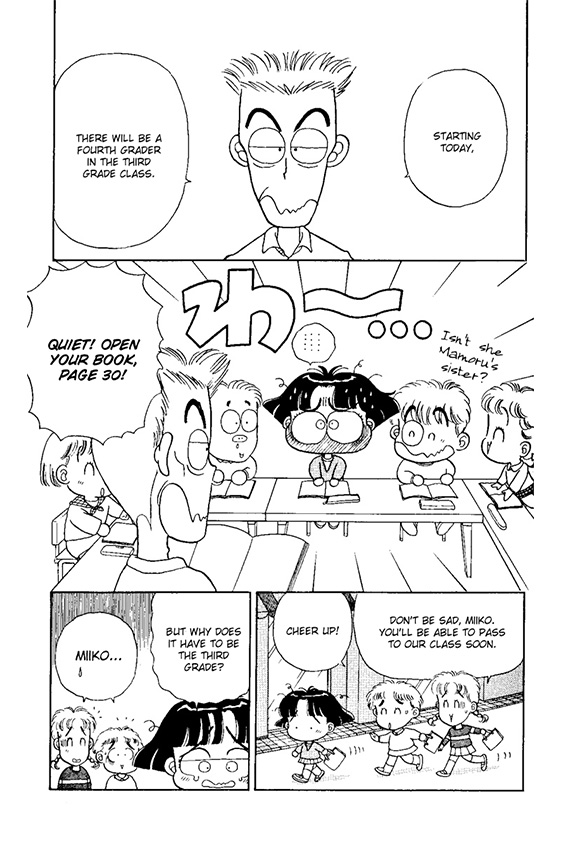 STARTING
TODAY,
THERE WILL BE A
FOURTH GRADER
IN THE THIRD
GRADE CLASS.
わ〜...
Isn't she
Mamoru's
sister?
QUIET! OPEN
YOUR BOOK,
PAGE 30!
DON'T BE SAD, MIIKO.
YOU'LL BE ABLE TO PASS
TO OUR CLASS SOON.
CHEER UP!
BUT WHY DOES
IT HAVE TO BE
THE THIRD
GRADE?
MIIKO...